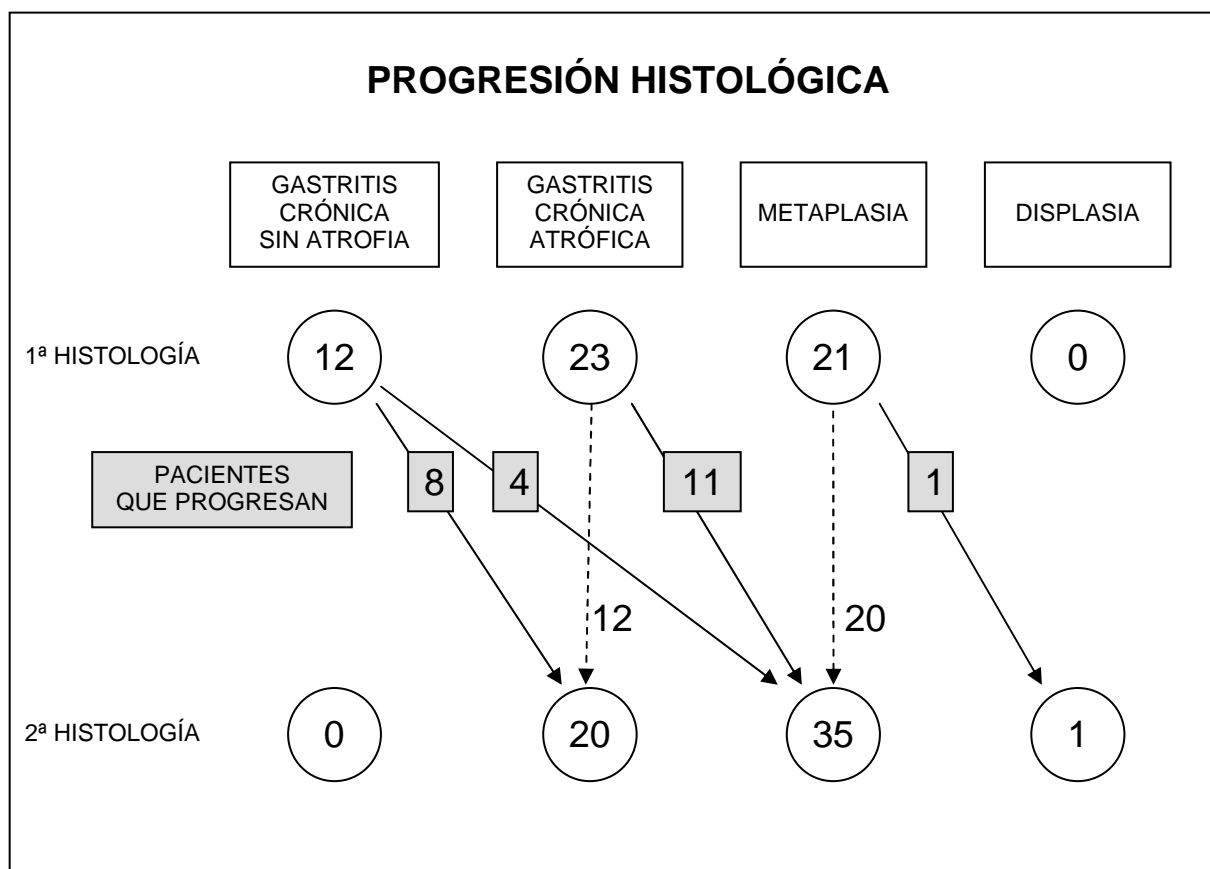 PROGRESIÓN HISTOLÓGICA
GASTRITIS
CRÓNICA
SIN ATROFIA
GASTRITIS
CRÓNICA
ATRÓFICA
METAPLASIA
DISPLASIA
1ª HISTOLOGÍA
12
23
21
0
PACIENTES
QUE PROGRESAN
8
4
11
1
12
20
2ª HISTOLOGÍA
0
20
35
1